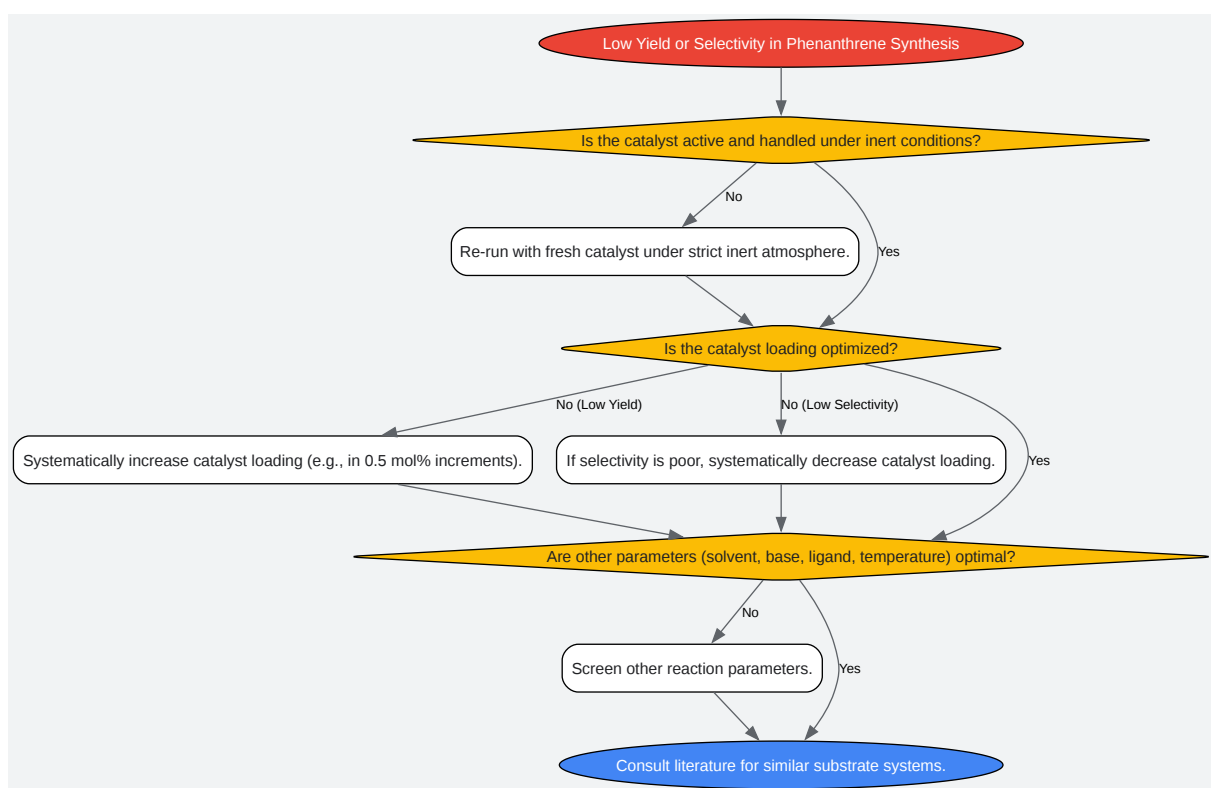 Low Yield or Selectivity in Phenanthrene Synthesis
Is the catalyst active and handled under inert conditions?
No
Re-run with fresh catalyst under strict inert atmosphere.
Yes
Is the catalyst loading optimized?
No (Low Yield)
No (Low Selectivity)
Systematically increase catalyst loading (e.g., in 0.5 mol% increments).
If selectivity is poor, systematically decrease catalyst loading.
Yes
Are other parameters (solvent, base, ligand, temperature) optimal?
No
Screen other reaction parameters.
Yes
Consult literature for similar substrate systems.